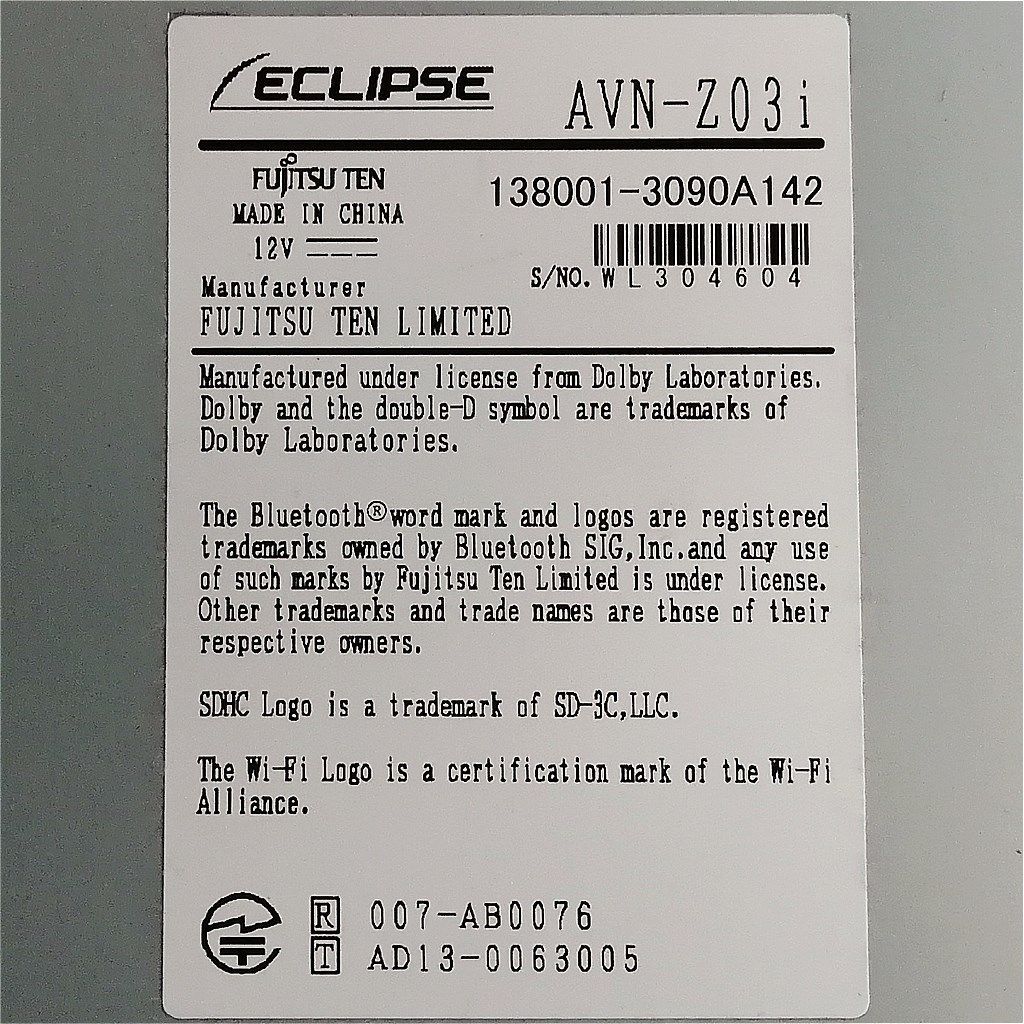 ECLIPSE AVN-Z03i
FUJITSU TEN 138001-3090A142
MADE IN CHINA
12V
S/NO. WL304604
Manufacturer
FUJITSU TEN LIMITED
Manufactured under license from Dolby Laboratories.
Dolby and the double-D symbol are trademarks of
Dolby Laboratories.
The Bluetooth® word mark and logos are registered
trademarks owned by Bluetooth SIG,Inc.and any use
of such marks by Fujitsu Ten Limited is under license.
Other trademarks and trade names are those of their
respective owners.
SDHC Logo is a trademark of SD-3C,LLC.
The Wi-Fi Logo is a certification mark of the Wi-Fi
Alliance.
R 007-AB0076
T AD13-0063005